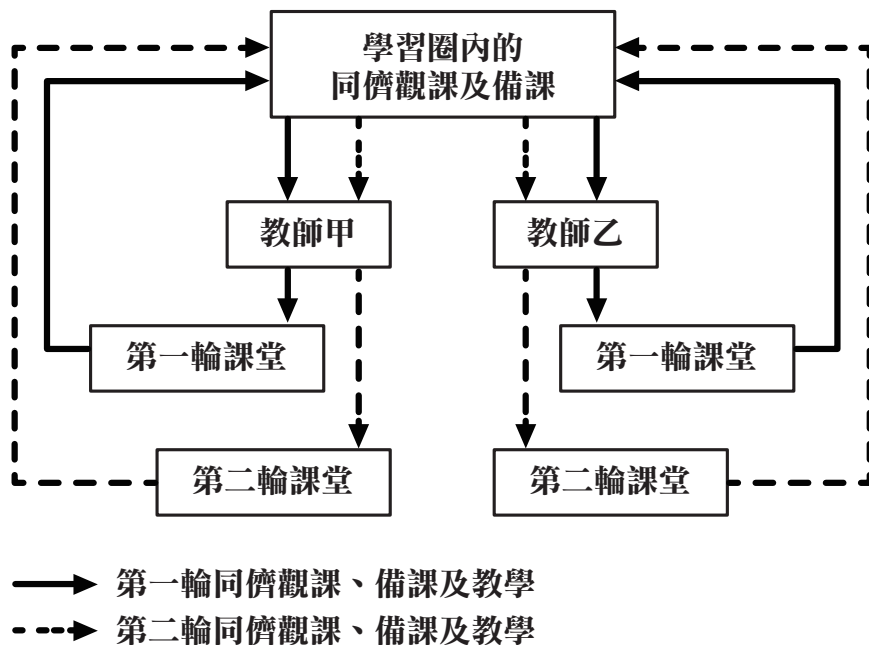 學習圈內的
同儕觀課及備課
教師甲
教師乙
第一輪課堂
第一輪課堂
第二輪課堂
第二輪課堂
第一輪同儕觀課、備課及教學
第二輪同儕觀課、備課及教學